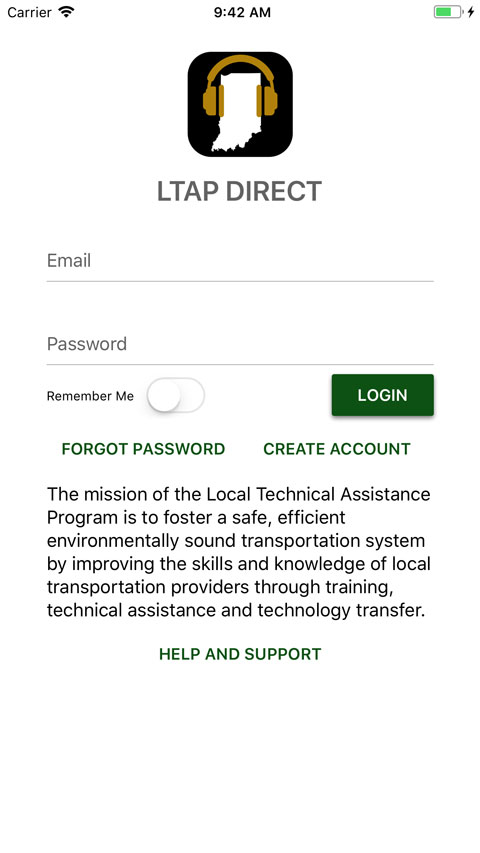 Carrier 9:42 AM
LTAP DIRECT
Email
Password
Remember Me LOGIN
FORGOT PASSWORD CREATE ACCOUNT
The mission of the Local Technical Assistance
Program is to foster a safe, efficient
environmentally sound transportation system
by improving the skills and knowledge of local
transportation providers through training,
technical assistance and technology transfer.
HELP AND SUPPORT